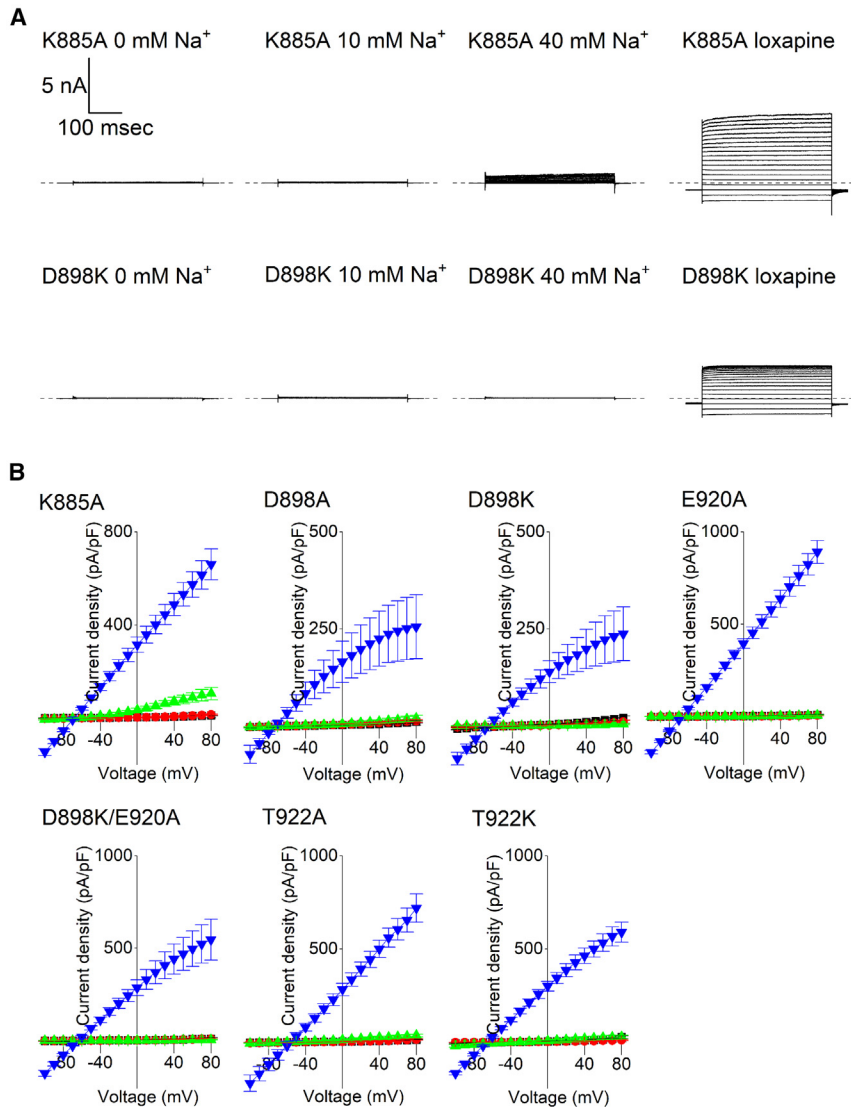 A
K885A 0 mM Na⁺ K885A 10 mM Na⁺ K885A 40 mM Na⁺ K885A loxapine
5 nA
100 msec
D898K 0 mM Na⁺ D898K 10 mM Na⁺ D898K 40 mM Na⁺ D898K loxapine
B
K885A
Current density (pA/pF)
800
400
-80 -40 40 80
Voltage (mV)
D898A
Current density (pA/pF)
500
250
-80 -40 40 80
Voltage (mV)
D898K
Current density (pA/pF)
500
250
-80 -40 40 80
Voltage (mV)
E920A
Current density (pA/pF)
1000
500
-80 -40 40 80
Voltage (mV)
D898K/E920A
Current density (pA/pF)
1000
500
-80 -40 40 80
Voltage (mV)
T922A
Current density (pA/pF)
1000
500
-80 -40 40 80
Voltage (mV)
T922K
Current density (pA/pF)
1000
500
-80 -40 40 80
Voltage (mV)